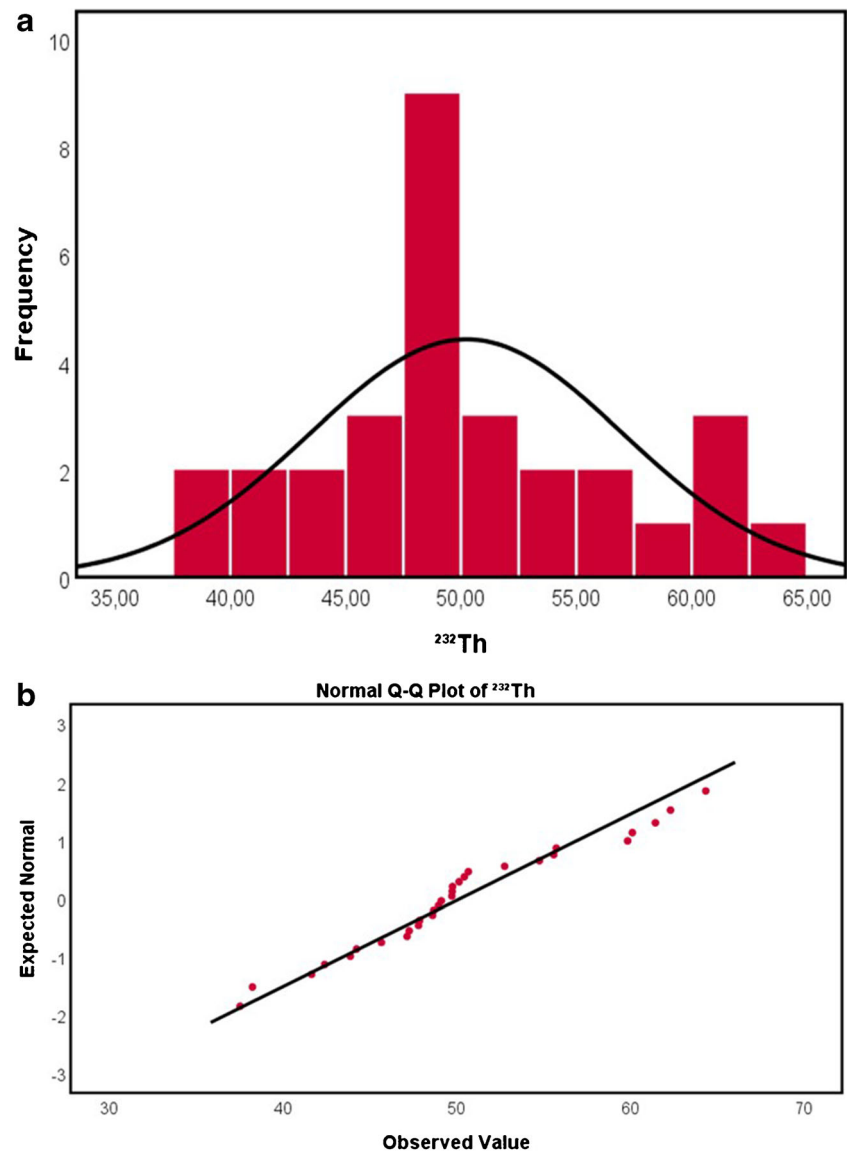 a
10
8
6
4
2
0
Frequency
35,00 40,00 45,00 50,00 55,00 60,00 65,00
²³²Th
b
Normal Q-Q Plot of ²³²Th
3
2
1
0
-1
-2
-3
Expected Normal
30 40 50 60 70
Observed Value